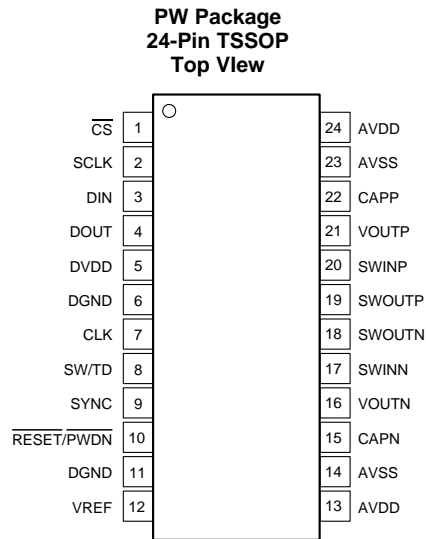 PW Package
24-Pin TSSOP
Top VIew
CS 1 24 AVDD
SCLK 2 23 AVSS
DIN 3 22 CAPP
DOUT 4 21 VOUTP
DVDD 5 20 SWINP
DGND 6 19 SWOUTP
CLK 7 18 SWOUTN
SW/TD 8 17 SWINN
SYNC 9 16 VOUTN
RESET/PWDN 10 15 CAPN
DGND 11 14 AVSS
VREF 12 13 AVDD